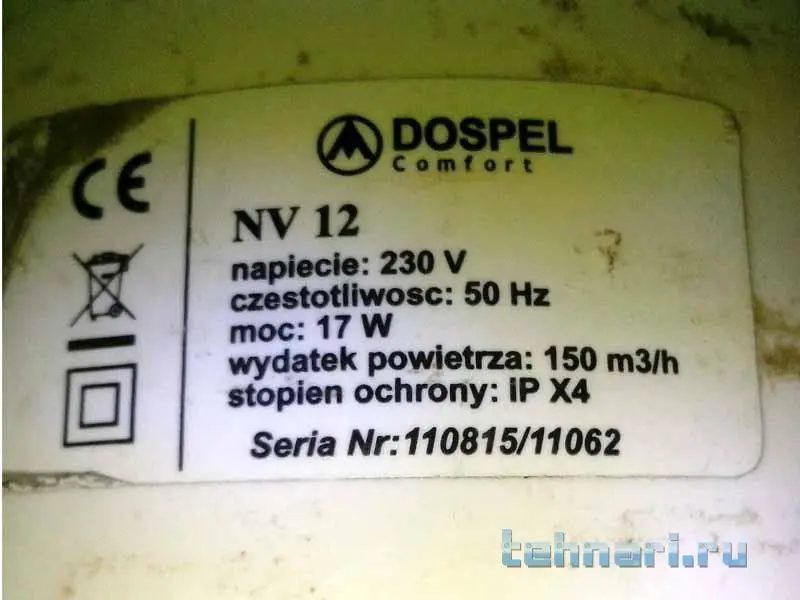 CE
DOSPEL
Comfort
NV 12
napiecie: 230 V
czestotliwosc: 50 Hz
moc: 17 W
wydatek powietrza: 150 m3/h
stopien ochrony: iP X4
Seria Nr:110815/11062
tehnari.ru